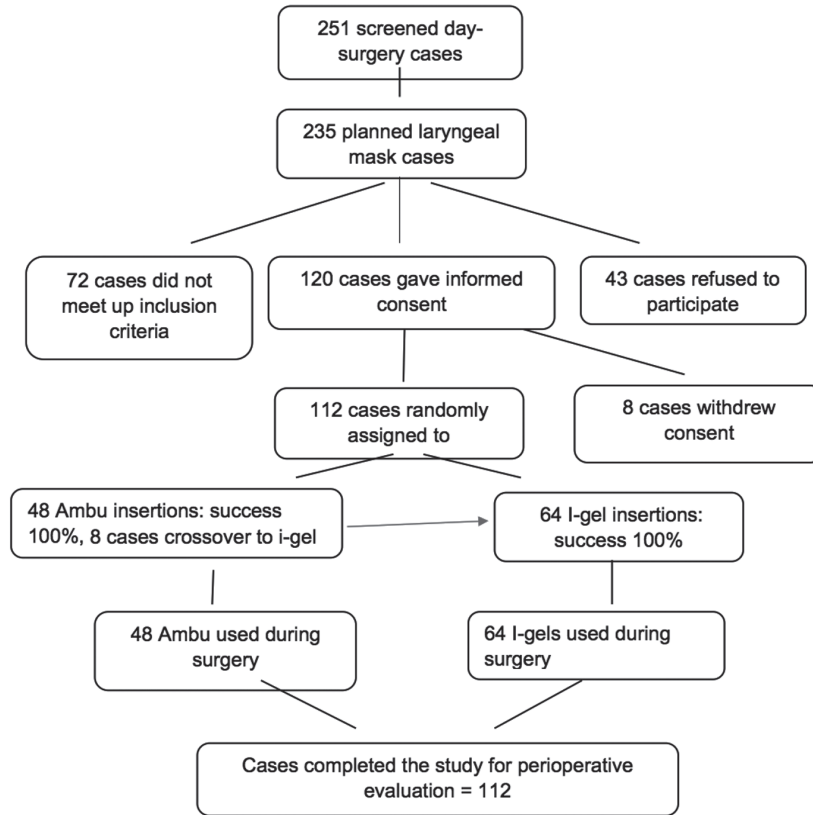 251 screened day-
surgery cases
235 planned laryngeal
mask cases
72 cases did not
meet up inclusion
criteria
120 cases gave informed
consent
43 cases refused to
participate
112 cases randomly
assigned to
8 cases withdrew
consent
48 Ambu insertions: success
100%, 8 cases crossover to i-gel
64 I-gel insertions:
success 100%
48 Ambu used during
surgery
64 I-gels used during
surgery
Cases completed the study for perioperative
evaluation = 112